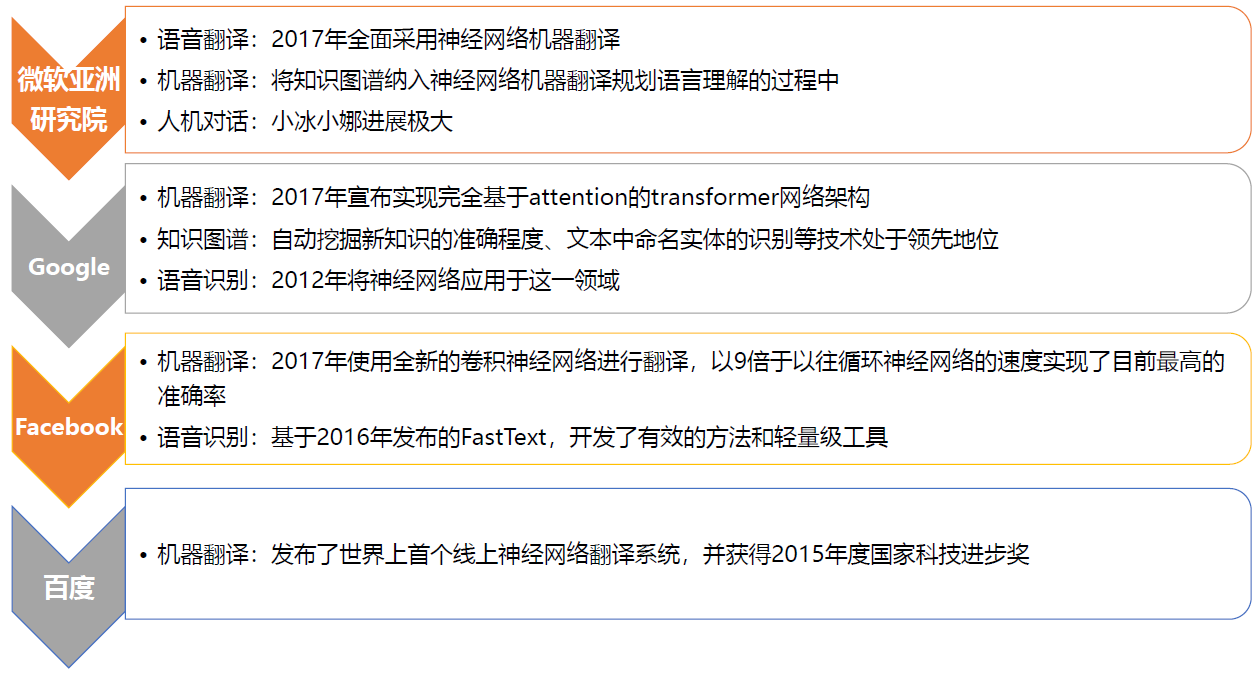 微软亚洲
研究院
• 语音翻译：2017年全面采用神经网络机器翻译
• 机器翻译：将知识图谱纳入神经网络机器翻译规划语言理解的过程中
• 人机对话：小冰小娜进展极大
Google
• 机器翻译：2017年宣布实现完全基于attention的transformer网络架构
• 知识图谱：自动挖掘新知识的准确程度、文本中命名实体的识别等技术处于领先地位
• 语音识别：2012年将神经网络应用于这一领域
Facebook
• 机器翻译：2017年使用全新的卷积神经网络进行翻译，以9倍于以往循环神经网络的速度实现了目前最高的
准确率
• 语音识别：基于2016年发布的FastText，开发了有效的方法和轻量级工具
百度
• 机器翻译：发布了世界上首个线上神经网络翻译系统，并获得2015年度国家科技进步奖